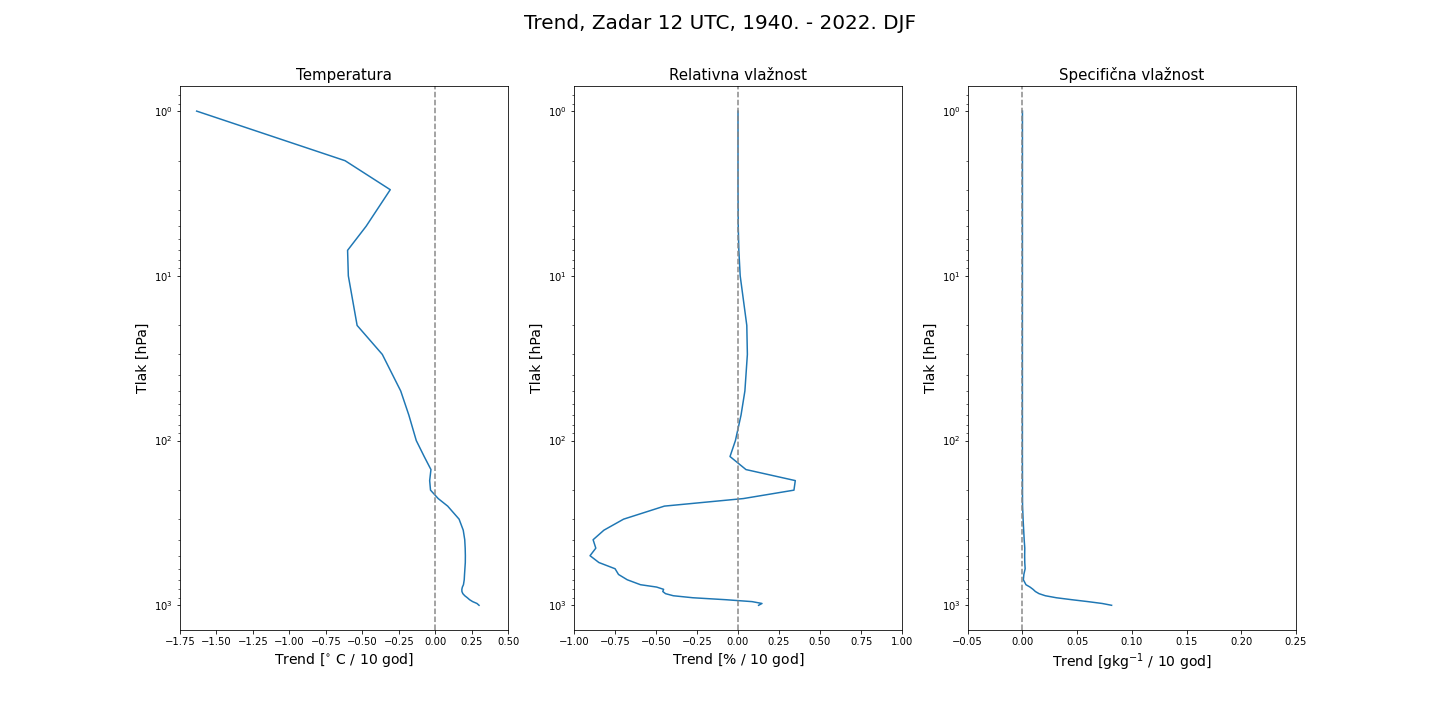 Trend, Zadar 12 UTC, 1940. - 2022. DJF
Temperatura
Tlak [hPa]
10⁰
10¹
10²
10³
−1.75 −1.50 −1.25 −1.00 −0.75 −0.50 −0.25 0.00 0.25 0.50
Trend [° C / 10 god]
Relativna vlažnost
Tlak [hPa]
10⁰
10¹
10²
10³
−1.00 −0.75 −0.50 −0.25 0.00 0.25 0.50 0.75 1.00
Trend [% / 10 god]
Specifična vlažnost
Tlak [hPa]
10⁰
10¹
10²
10³
−0.05 0.00 0.05 0.10 0.15 0.20 0.25
Trend [gkg⁻¹ / 10 god]